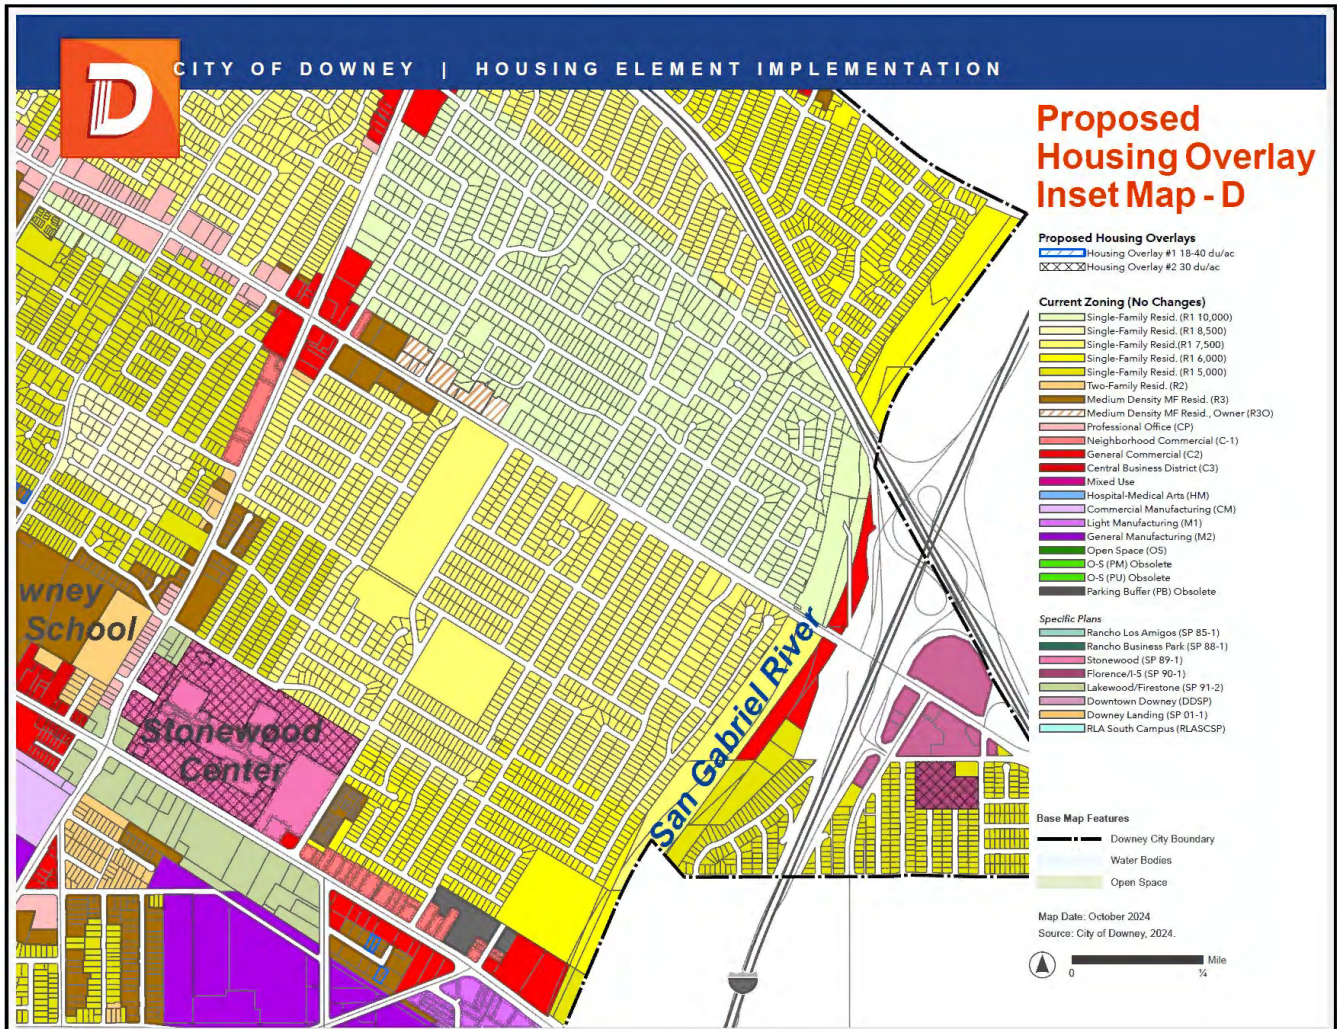 D
CITY OF DOWNEY | HOUSING ELEMENT IMPLEMENTATION
Proposed
Housing Overlay
Inset Map - D
Proposed Housing Overlays
Housing Overlay #1 18-40 du/ac
Housing Overlay #2 30 du/ac
Current Zoning (No Changes)
Single-Family Resid. (R1 10,000)
Single-Family Resid. (R1 8,500)
Single-Family Resid.(R1 7,500)
Single-Family Resid. (R1 6,000)
Single-Family Resid. (R1 5,000)
Two-Family Resid. (R2)
Medium Density MF Resid. (R3)
Medium Density MF Resid., Owner (R3O)
Professional Office (CP)
Neighborhood Commercial (C-1)
General Commercial (C2)
Central Business District (C3)
Mixed Use
Hospital-Medical Arts (HM)
Commercial Manufacturing (CM)
Light Manufacturing (M1)
General Manufacturing (M2)
Open Space (OS)
O-S (PM) Obsolete
O-S (PU) Obsolete
Parking Buffer (PB) Obsolete
Specific Plans
Rancho Los Amigos (SP 85-1)
Rancho Business Park (SP 88-1)
Stonewood (SP 89-1)
Florence/I-5 (SP 90-1)
Lakewood/Firestone (SP 91-2)
Downtown Downey (DDSP)
Downey Landing (SP 01-1)
RLA South Campus (RLASCSP)
Base Map Features
Downey City Boundary
Water Bodies
Open Space
Map Date: October 2024
Source: City of Downey, 2024.
Mile
0 ¼
wney
School
Stonewood
Center
San Gabriel River